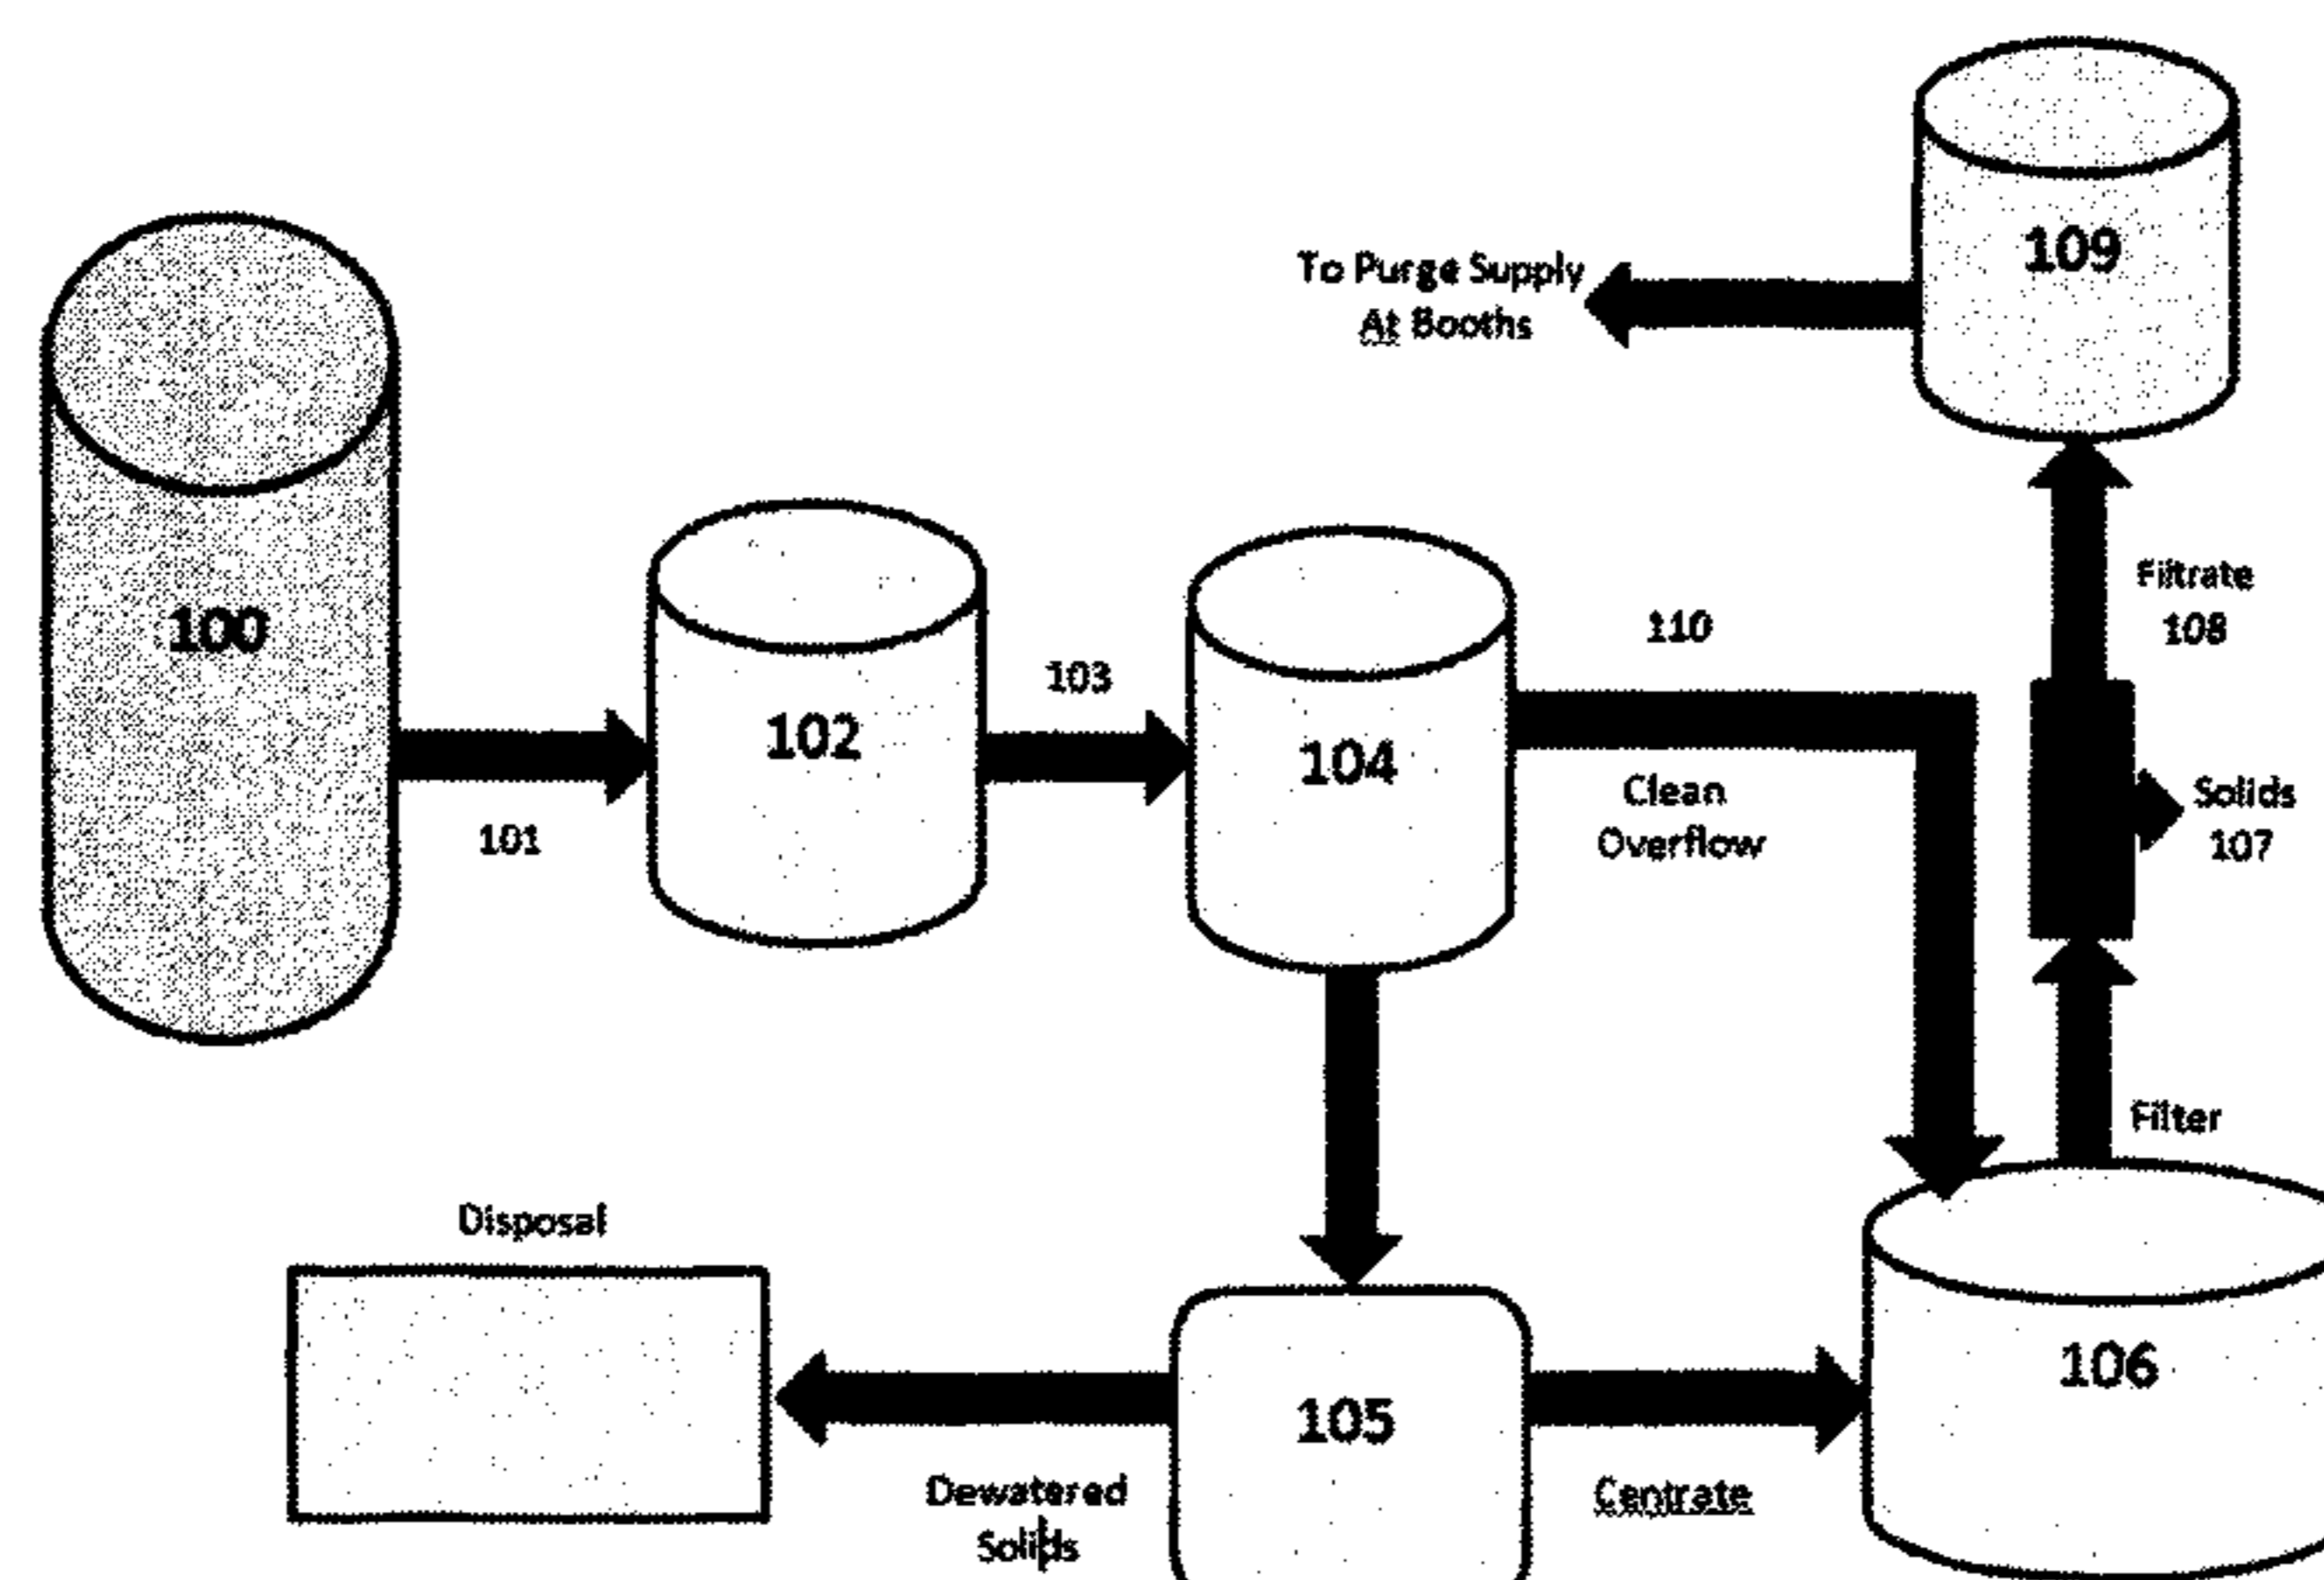 109
To Purge Supply
At Booths
Filtrate
108
100
110
103
102
104
Clean
Overflow
Solids
107
101
Filter
Disposal
106
105
Dewatered
Solids
Centrate